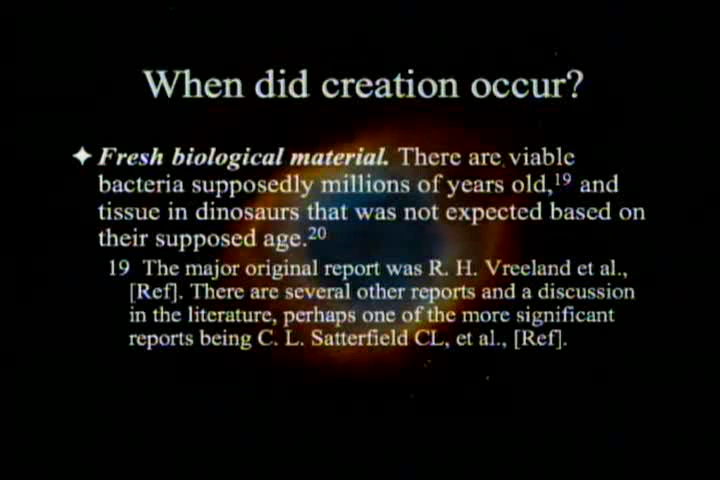 When did creation occur?
✦ Fresh biological material. There are viable
bacteria supposedly millions of years old,19 and
tissue in dinosaurs that was not expected based on
their supposed age.20
19 The major original report was R. H. Vreeland et al.,
[Ref]. There are several other reports and a discussion
in the literature, perhaps one of the more significant
reports being C. L. Satterfield CL, et al., [Ref].